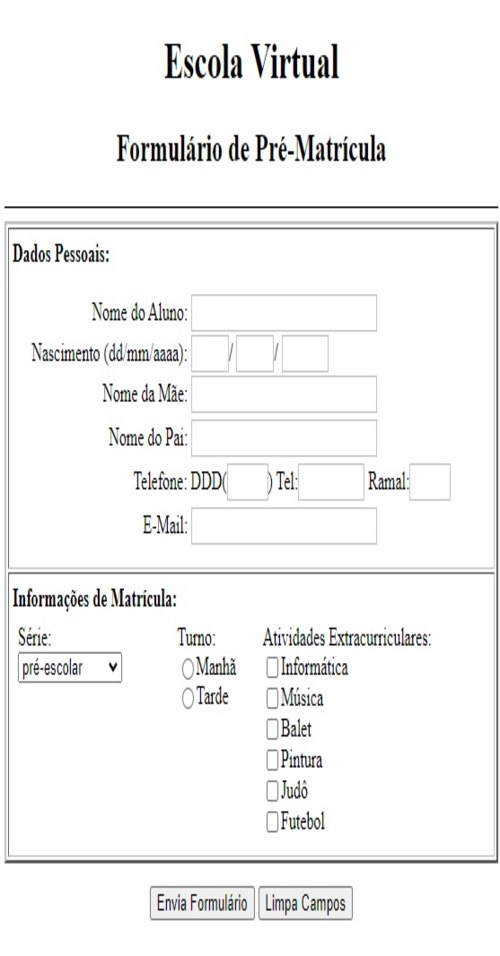 Escola Virtual
Formulário de Pré-Matrícula
Dados Pessoais:
Nome do Aluno:
Nascimento (dd/mm/aaaa): / /
Nome da Mãe:
Nome do Pai:
Telefone: DDD( ) Tel: Ramal:
E-Mail:
Informações de Matrícula:
Série: Turno: Atividades Extracurriculares:
pré-escolar Manhã Informática
Tarde Música
Balet
Pintura
Judô
Futebol
Envia Formulário Limpa Campos